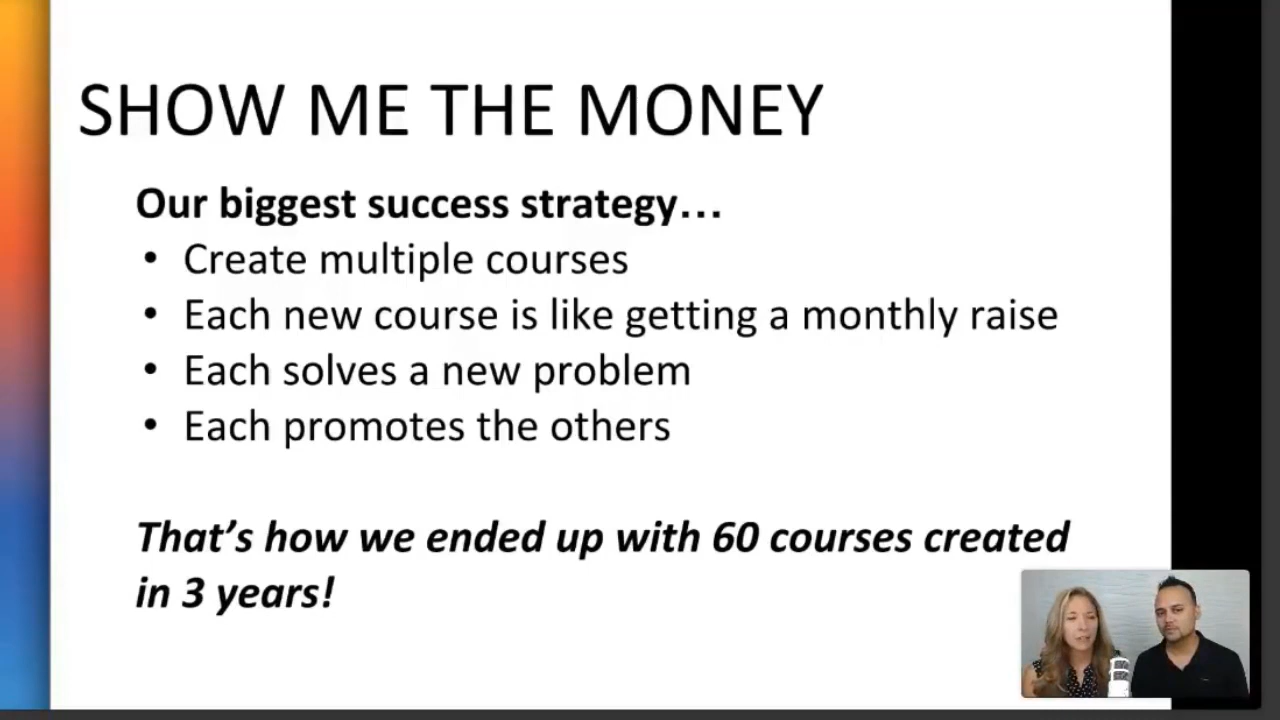 SHOW ME THE MONEY
Our biggest success strategy…
• Create multiple courses
• Each new course is like getting a monthly raise
• Each solves a new problem
• Each promotes the others
That’s how we ended up with 60 courses created
in 3 years!